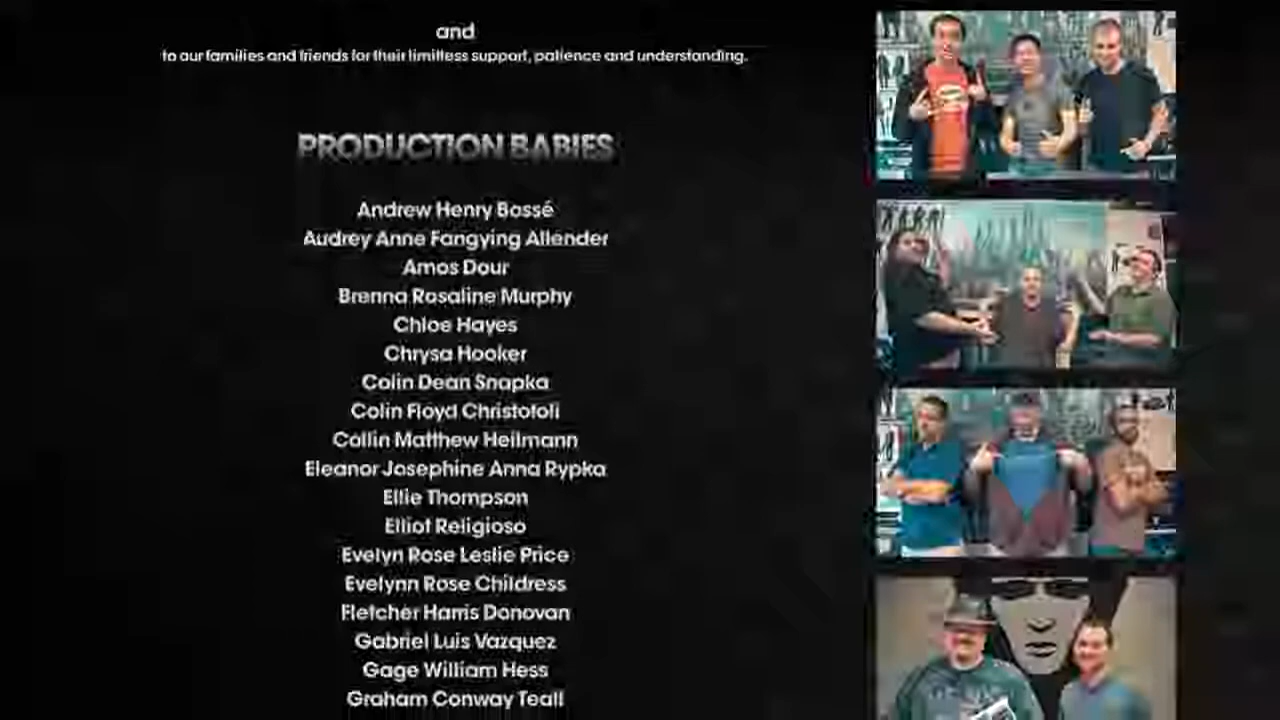 and
to our families and friends for their limitless support, patience and understanding.
PRODUCTION BABIES
Andrew Henry Bossé
Audrey Anne Fangying Allender
Amos Dour
Brenna Rosaline Murphy
Chloe Hayes
Chrysa Hooker
Colin Dean Snapka
Colin Floyd Christofoli
Collin Matthew Heilmann
Eleanor Josephine Anna Rypka
Ellie Thompson
Elliot Religioso
Evelyn Rose Leslie Price
Evelynn Rose Childress
Fletcher Harris Donovan
Gabriel Luis Vazquez
Gage William Hess
Graham Conway Teall